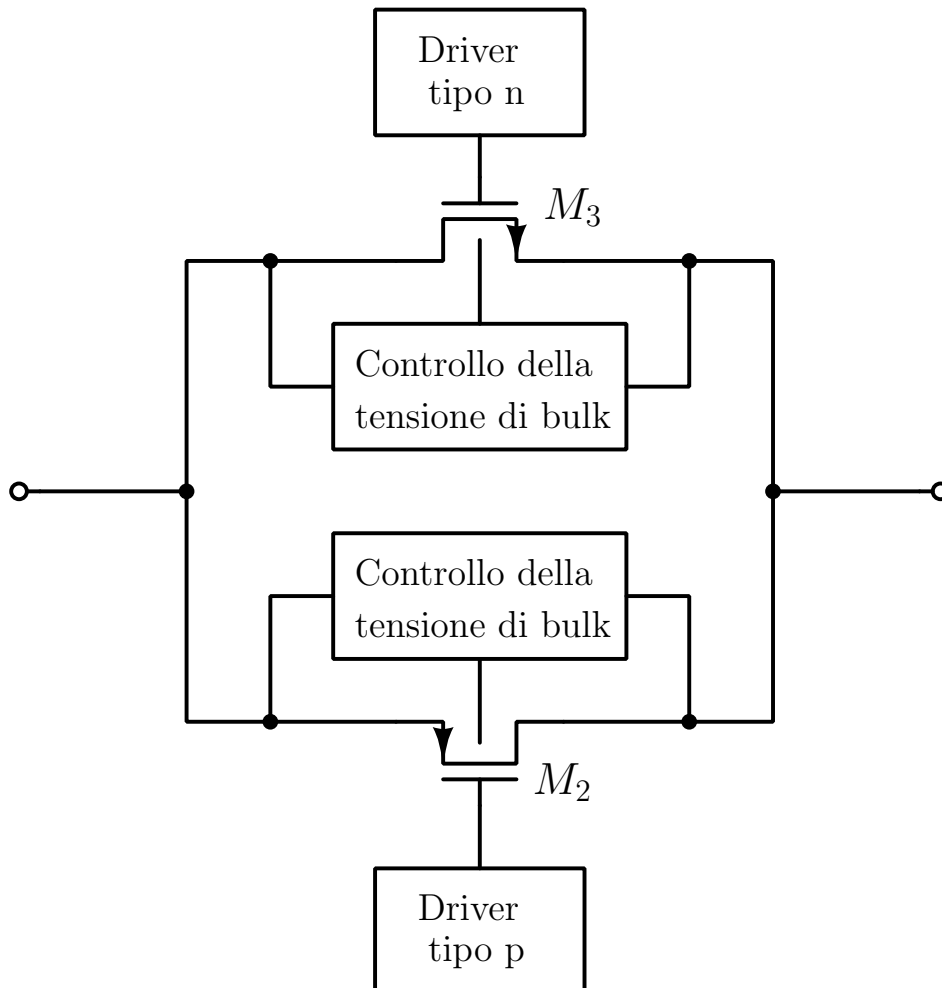 Driver
tipo n
M₃
Controllo della
tensione di bulk
Controllo della
tensione di bulk
M₂
Driver
tipo p